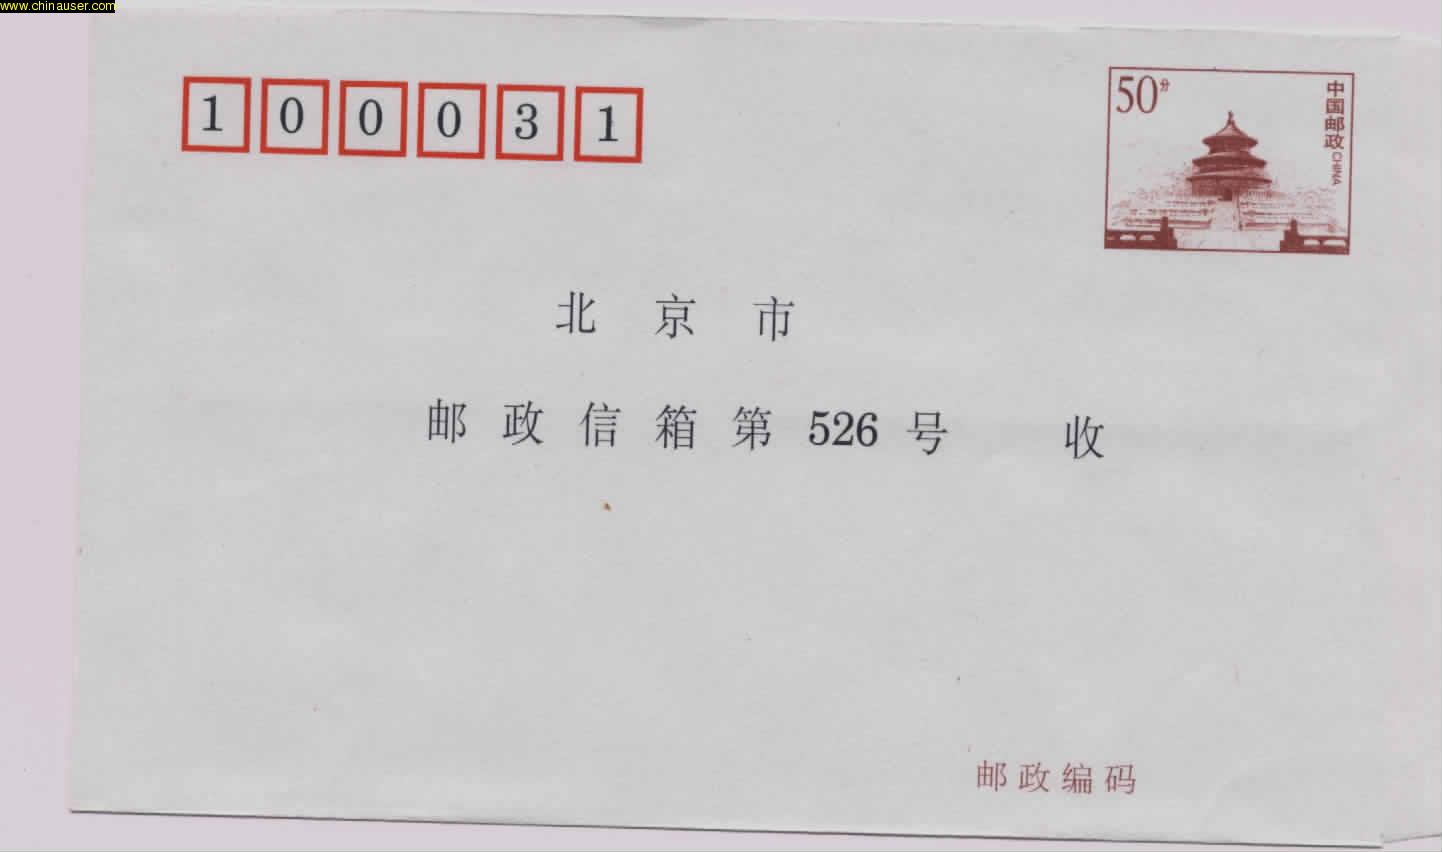 www.chinauser.com
100031
50分
中国邮政
CHINA
北京市
邮政信箱第526号 收
邮政编码